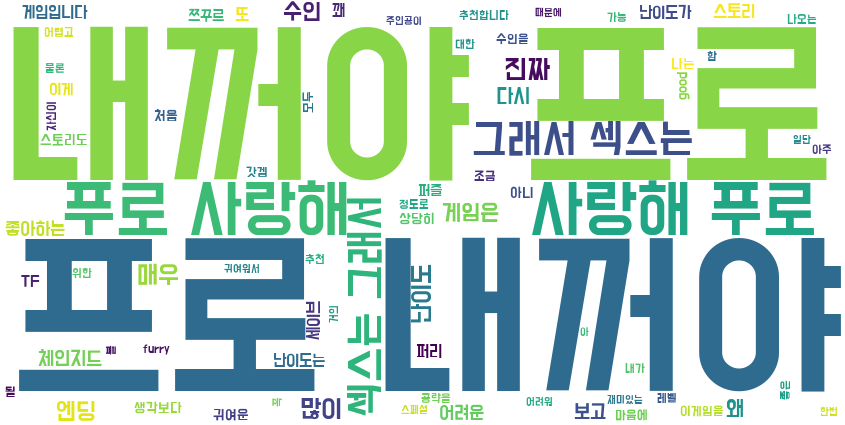 게임입니다
쯔꾸르
또
수인
꽤
주인공이
추천합니다
때문에
가능
난이도가
스토리
나오는
어렵고
내꺼야 프로
대한
수인을
진짜
나는
함
물론
이게
다시
good
자신이
처음
모두
그래서 섹스는
스토리도
일단
아주
갓겜
조금
푸로 사랑해
퍼즐
아니
사랑해 푸로
정도로
상당히
게임은
좋아하는
섹스는 그래서
프로 내꺼야
TF
위한
매우
귀여워서
추천
난이도
세이브
거의
아
체인지드
furry
난이도는
퍼리
내가
될
엔딩
생각보다
귀여운
많이
스페셜
공략을
어려운
어려워
보고
재미있는
마음에
레벨
이게임을
왜
한번